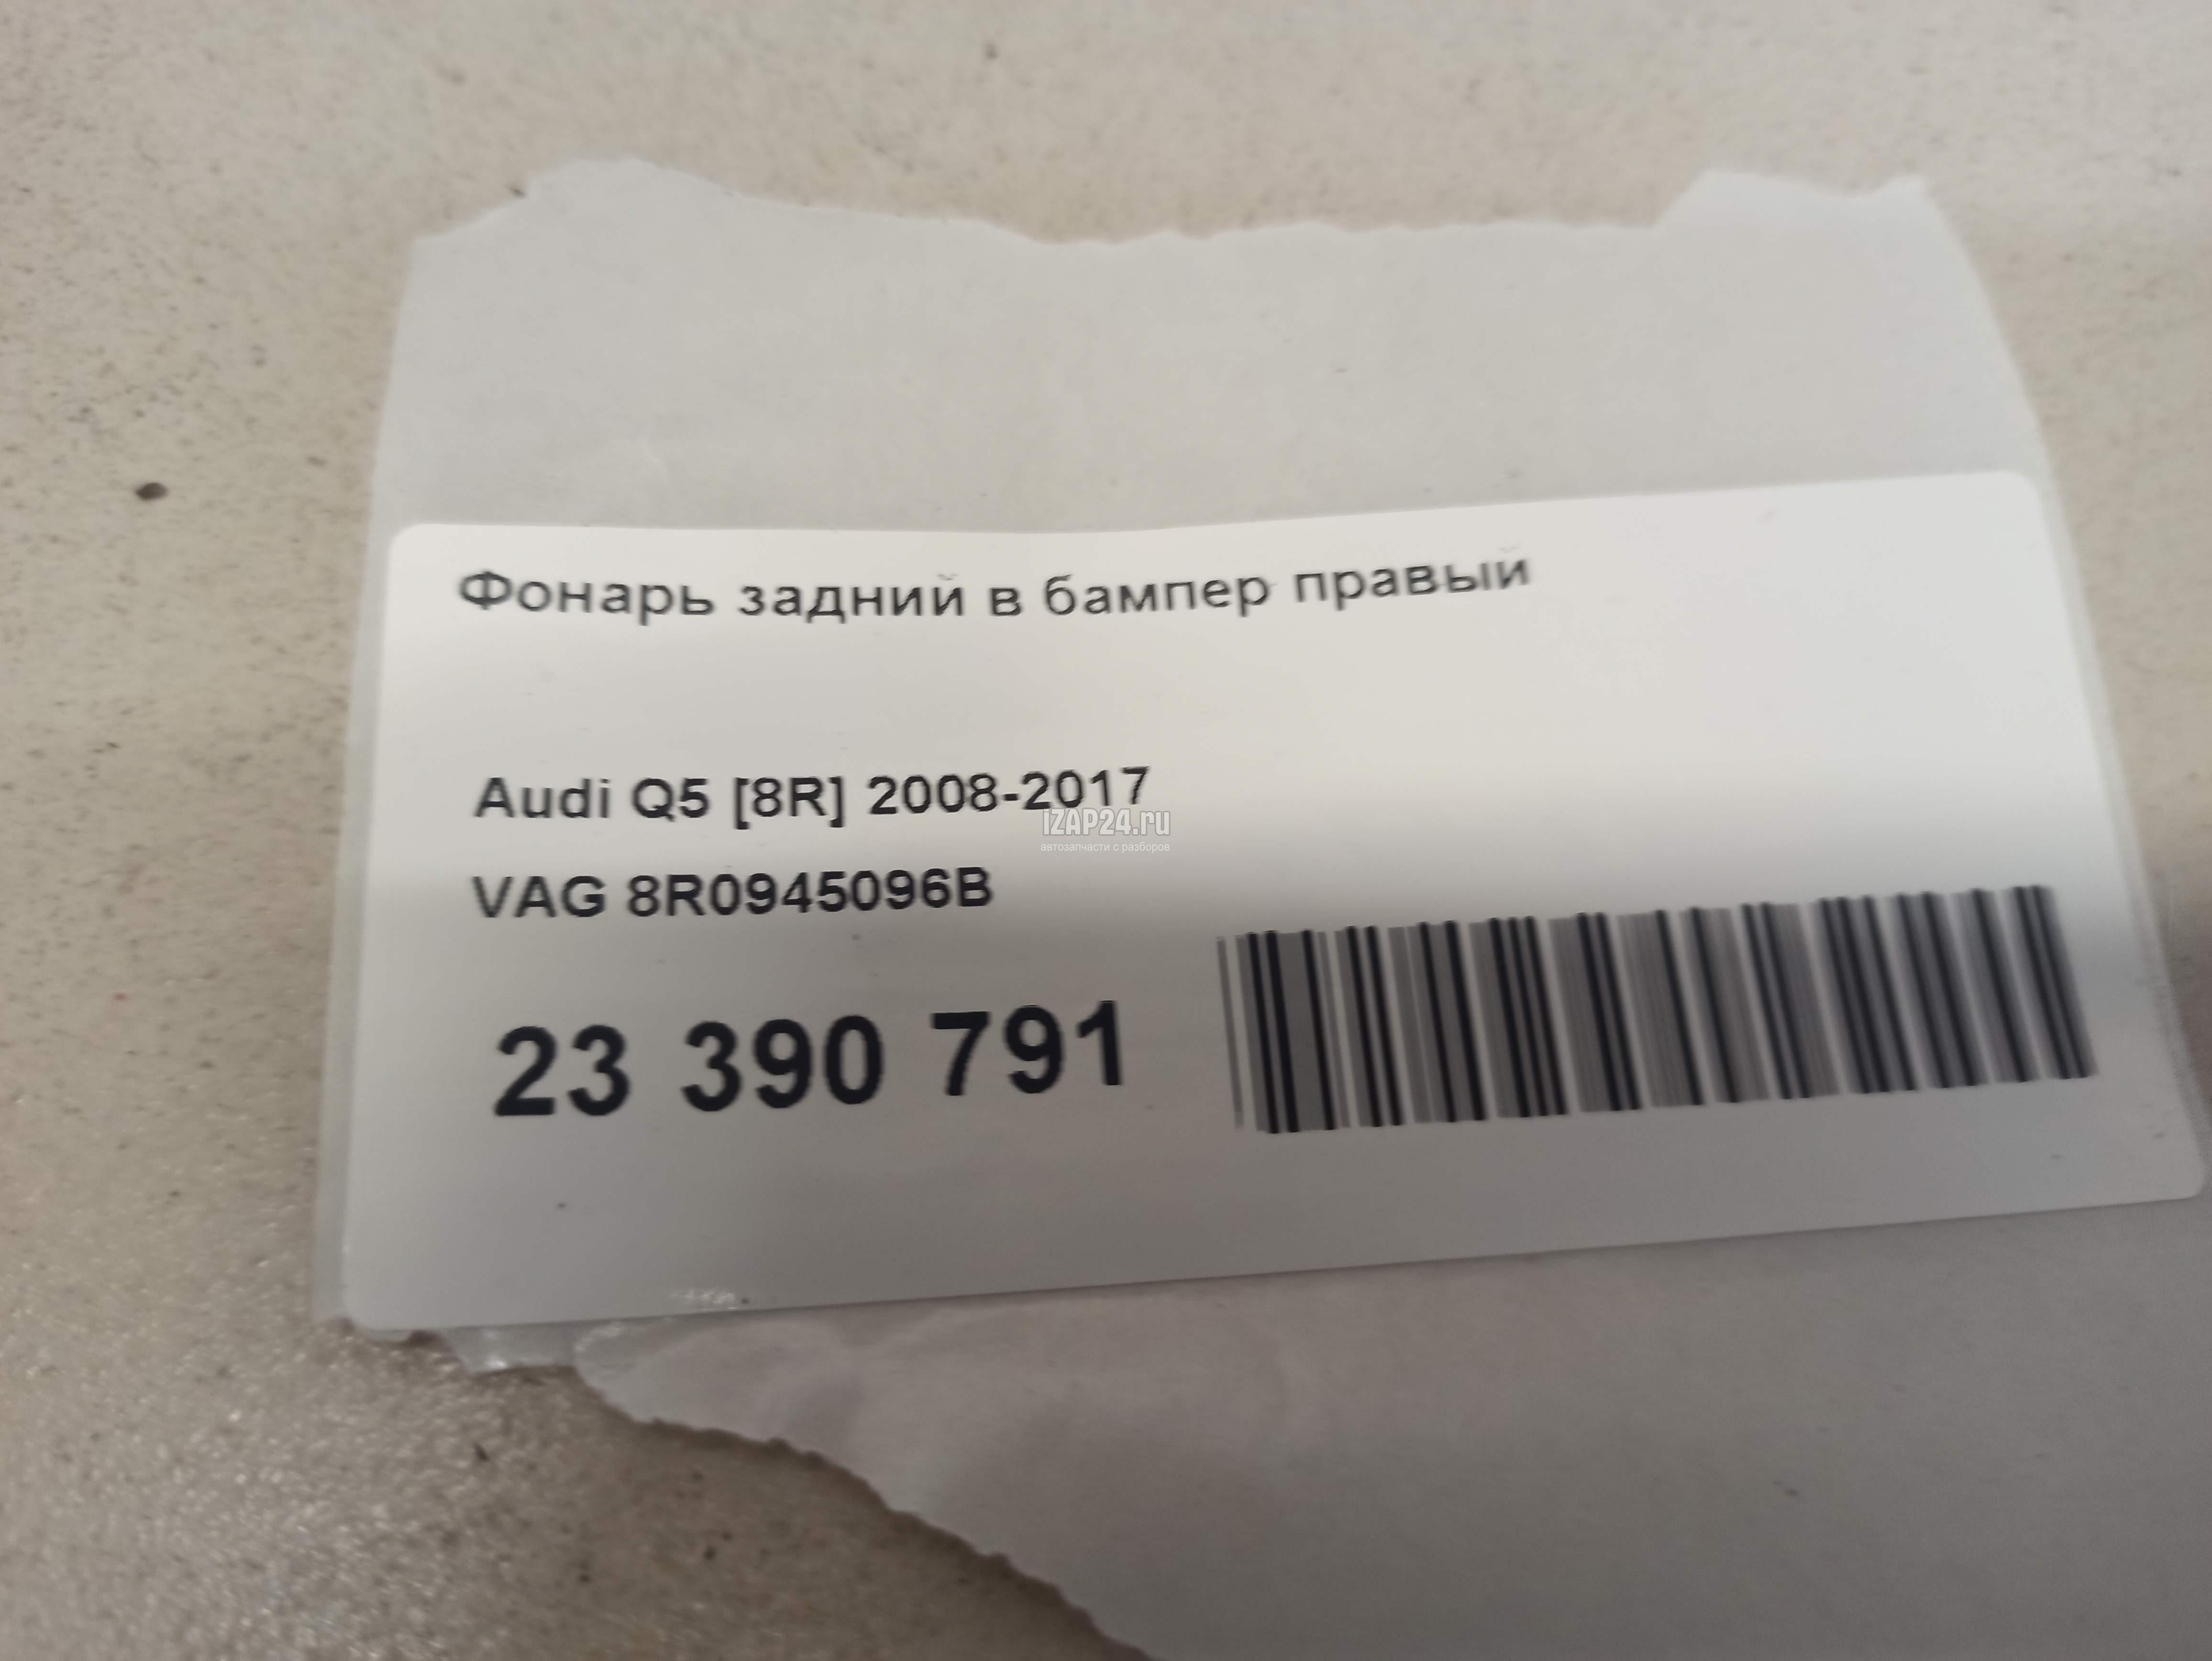 Фонарь задний в бампер правый
Audi Q5 [8R] 2008-2017
iZAP24.ru
автозапчасти с разборов
VAG 8R0945096B
23 390 791